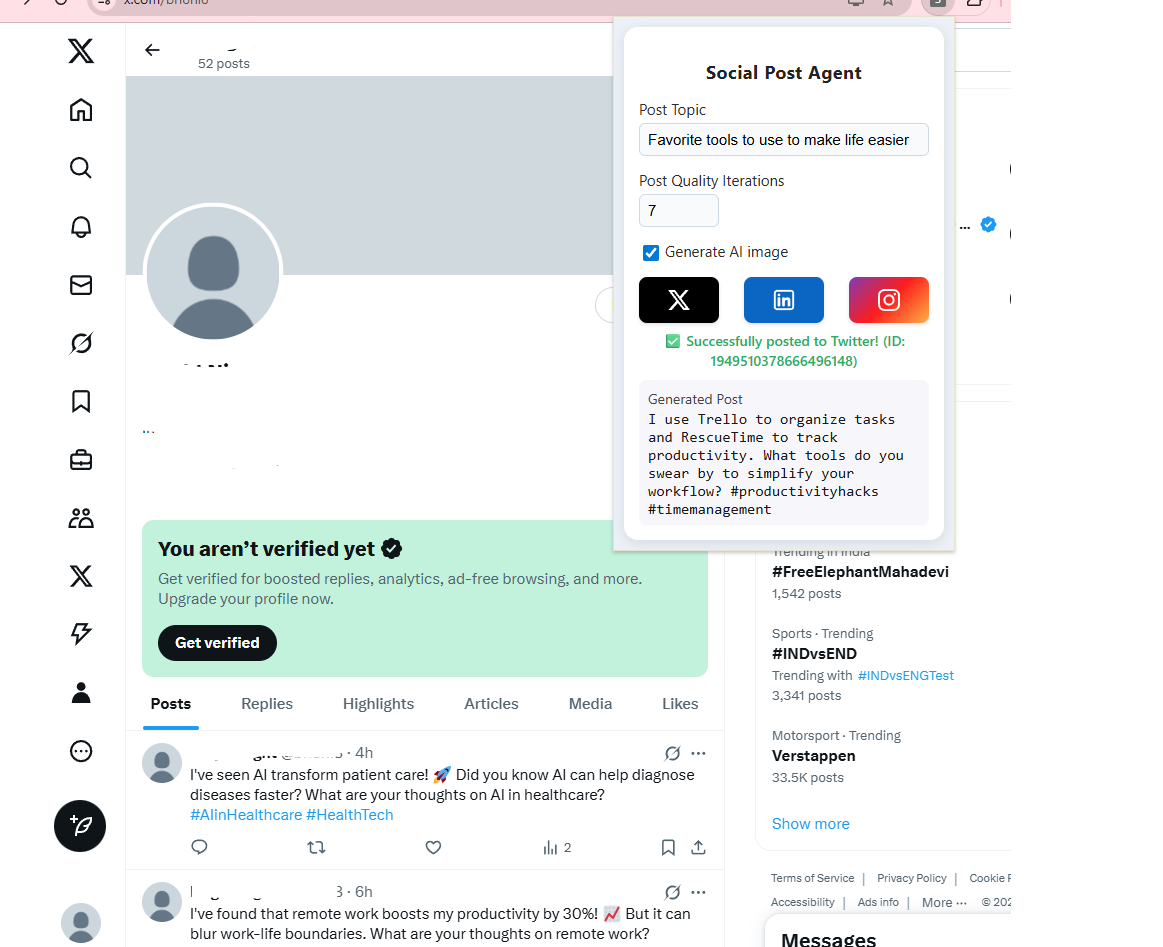 52 posts
Social Post Agent
Post Topic
Favorite tools to use to make life easier
Post Quality Iterations
7
Generate AI image
✅ Successfully posted to Twitter! (ID:
1949510378666496148)
Generated Post
I use Trello to organize tasks
and RescueTime to track
productivity. What tools do you
swear by to simplify your
workflow? #productivityhacks
#timemanagement
...
...
You aren’t verified yet
Get verified for boosted replies, analytics, ad-free browsing, and more.
Upgrade your profile now.
Get verified
Posts Replies Highlights Articles Media Likes
· 4h
I've seen AI transform patient care! 🚀 Did you know AI can help diagnose
diseases faster? What are your thoughts on AI in healthcare?
#AIinHealthcare #HealthTech
2
· 6h
I've found that remote work boosts my productivity by 30%! 📈 But it can
blur work-life boundaries. What are your thoughts on remote work?
Trending in India
#FreeElephantMahadevi
1,542 posts
Sports · Trending
#INDvsEND
Trending with #INDvsENGTest
3,341 posts
Motorsport · Trending
Verstappen
33.5K posts
Show more
Terms of Service | Privacy Policy |
Accessibility | Ads info | More ···
Messages